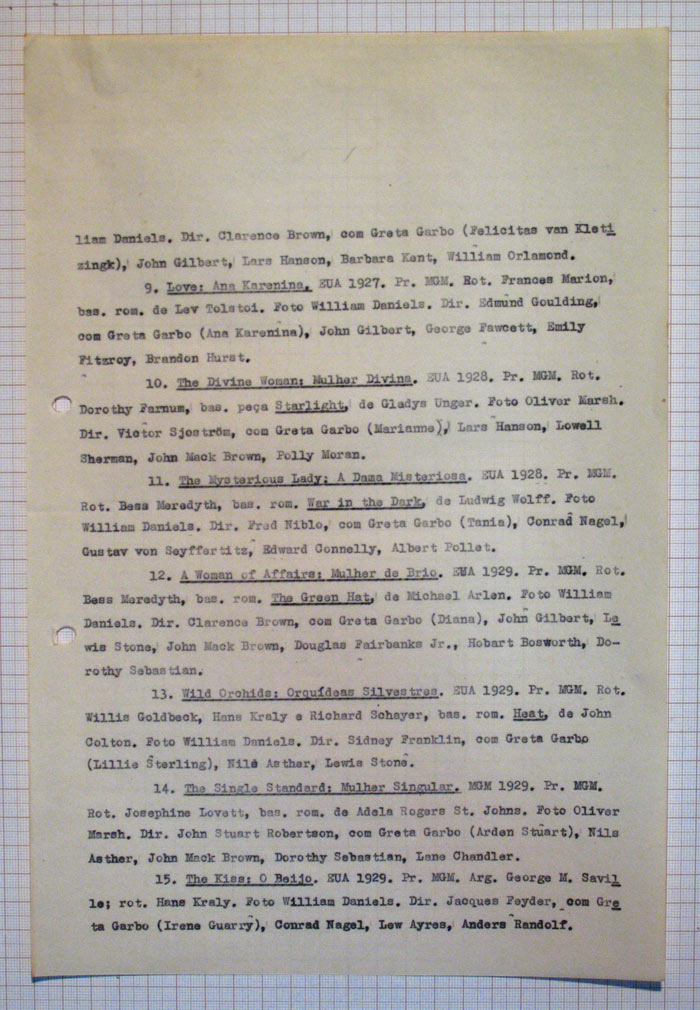 liam Daniels. Dir. Clarence Brown, com Greta Garbo (Felicitas van Kleti
zingk), John Gilbert, Lars Hanson, Barbara Kent, William Orlamond.
9. Love: Ana Karenina. EUA 1927. Pr. MGM. Rot. Frances Marion,
bas. rom. de Lev Tolstoi. Foto William Daniels. Dir. Edmund Goulding,
com Greta Garbo (Ana Karenina), John Gilbert, George Fawcett, Emily
Fitzroy, Brandon Hurst.
10. The Divine Woman: Mulher Divina. EUA 1928. Pr. MGM. Rot.
Dorothy Farnum, bas. peça Starlight, de Gladys Unger. Foto Oliver Marsh.
Dir. Victor Sjoström, com Greta Garbo (Marianne), Lars Hanson, Lowell
Sherman, John Mack Brown, Polly Moran.
11. The Mysterious Lady: A Dama Misteriosa. EUA 1928. Pr. MGM.
Rot. Bess Meredyth, bas. rom. War in the Dark, de Ludwig Wolff. Foto
William Daniels. Dir. Fred Niblo, com Greta Garbo (Tania), Conrad Nagel,
Gustav von Seyffertitz, Edward Connelly, Albert Pollet.
12. A Woman of Affairs: Mulher de Brio. EUA 1929. Pr. MGM. Rot.
Bess Meredyth, bas. rom. The Green Hat, de Michael Arlen. Foto William
Daniels. Dir. Clarence Brown, com Greta Garbo (Diana), John Gilbert, Le
wis Stone, John Mack Brown, Douglas Fairbanks Jr., Hobart Bosworth, Do-
rothy Sebastian.
13. Wild Orchids: Orquídeas Silvestres. EUA 1929. Pr. MGM. Rot.
Willis Goldbeck, Hans Kraly e Richard Schayer, bas. rom. Heat, de John
Colton. Foto William Daniels. Dir. Sidney Franklin, com Greta Garbo
(Lillie Sterling), Nils Asther, Lewis Stone.
14. The Single Standard: Mulher Singular. MGM 1929. Pr. MGM.
Rot. Josephine Lovett, bas. rom. de Adela Rogers St. Johns. Foto Oliver
Marsh. Dir. John Stuart Robertson, com Greta Garbo (Arden Stuart), Nils
Asther, John Mack Brown, Dorothy Sebastian, Lane Chandler.
15. The Kiss: O Beijo. EUA 1929. Pr. MGM. Arg. George M. Savil
le; rot. Hans Kraly. Foto William Daniels. Dir. Jacques Feyder, com Gre
ta Garbo (Irene Guarry), Conrad Nagel, Lew Ayres, Anders Randolf.